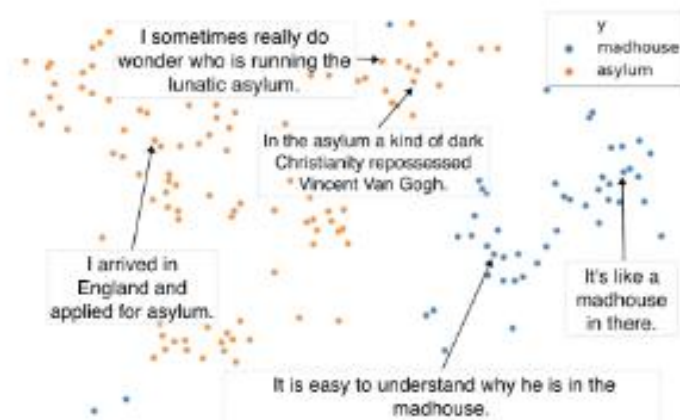 I sometimes really do
wonder who is running the
lunatic asylum.
y
madhouse
asylum
In the asylum a kind of dark
Christianity repossessed
Vincent Van Gogh.
I arrived in
England and
applied for asylum.
It's like a
madhouse
in there.
It is easy to understand why he is in the
madhouse.